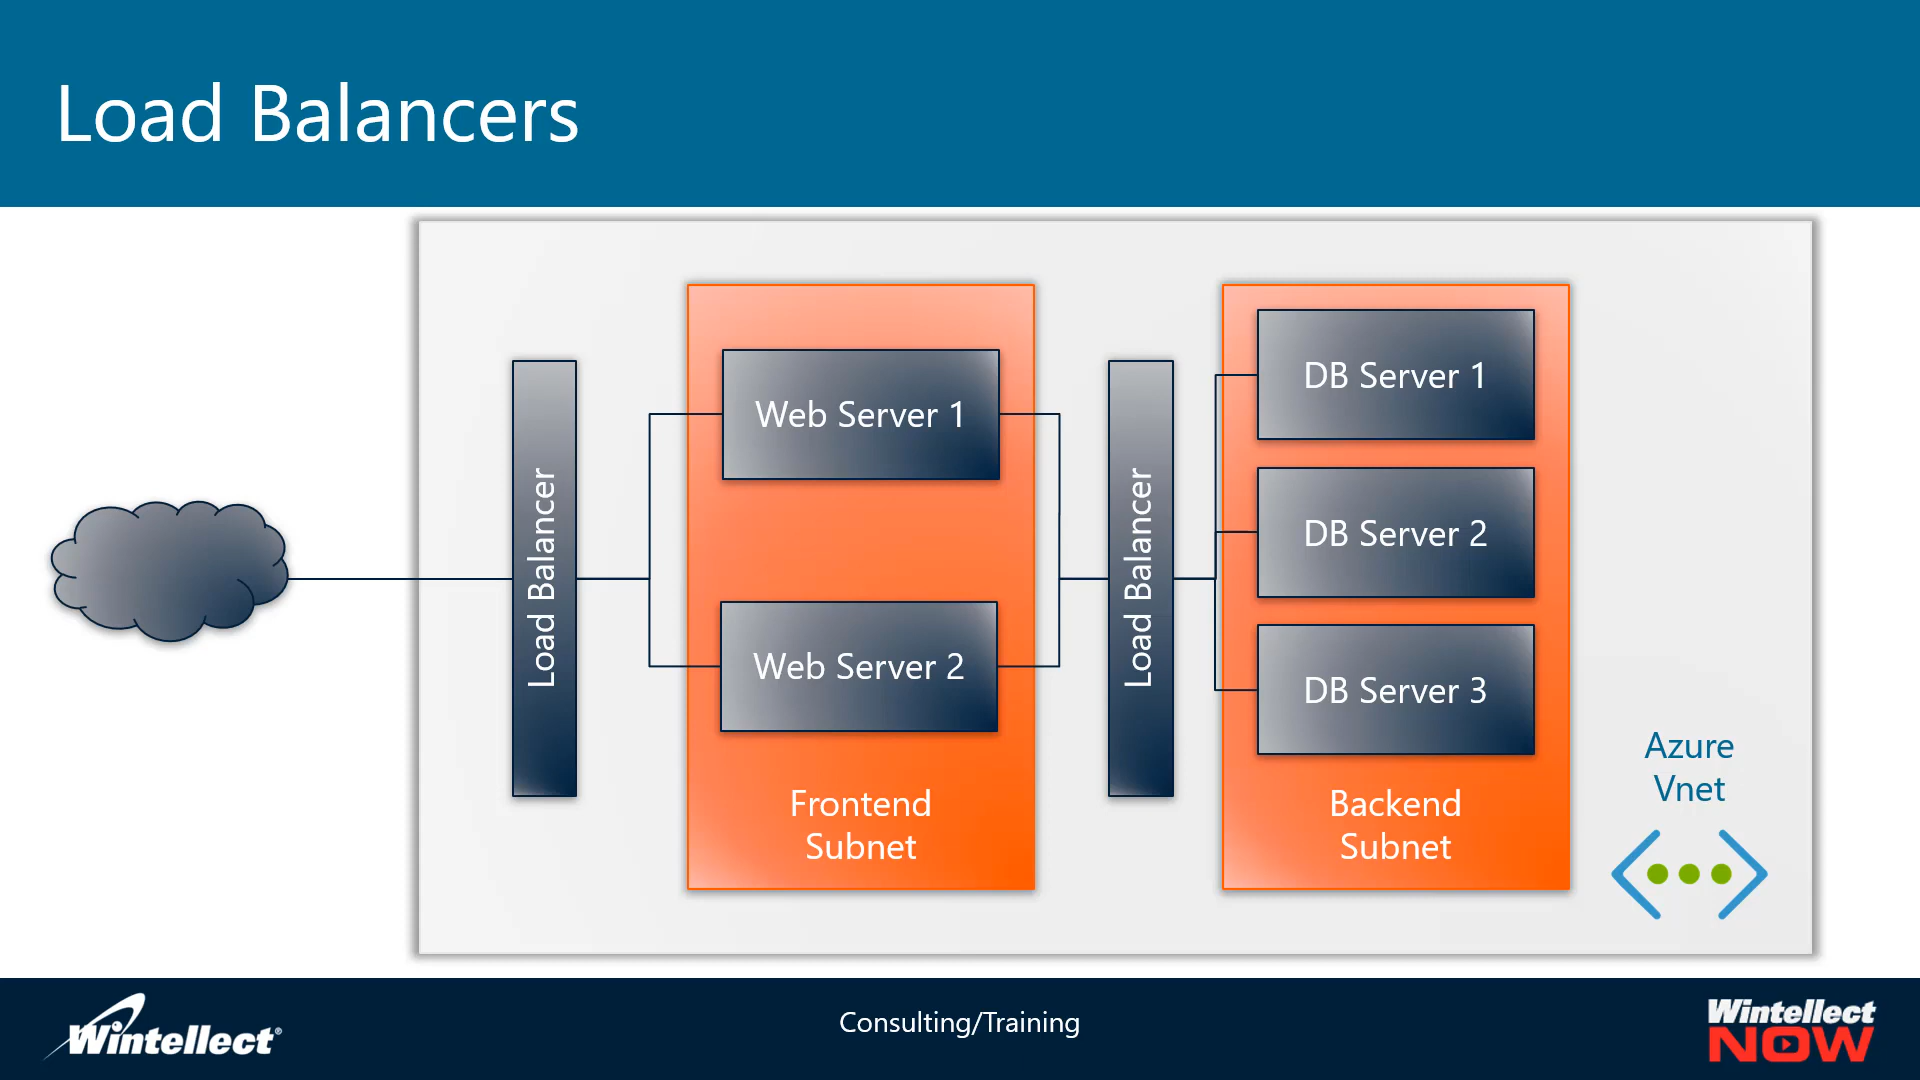 Load Balancers
Load Balancer
Web Server 1
Web Server 2
Frontend
Subnet
Load Balancer
DB Server 1
DB Server 2
DB Server 3
Backend
Subnet
Azure
Vnet
Wintellect®
Consulting/Training
Wintellect
NOW